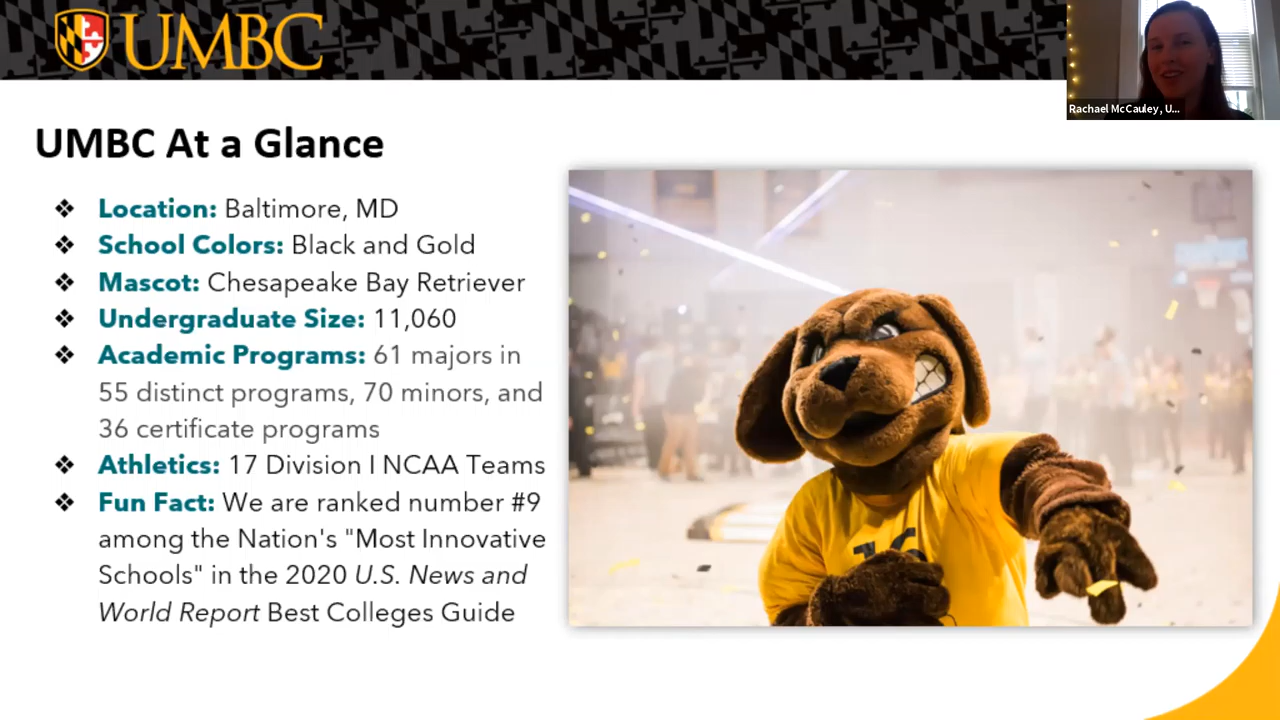 UMBC
Rachael McCauley, U...
UMBC At a Glance
❖ Location: Baltimore, MD
❖ School Colors: Black and Gold
❖ Mascot: Chesapeake Bay Retriever
❖ Undergraduate Size: 11,060
❖ Academic Programs: 61 majors in
55 distinct programs, 70 minors, and
36 certificate programs
❖ Athletics: 17 Division I NCAA Teams
❖ Fun Fact: We are ranked number #9
among the Nation's "Most Innovative
Schools" in the 2020 U.S. News and
World Report Best Colleges Guide